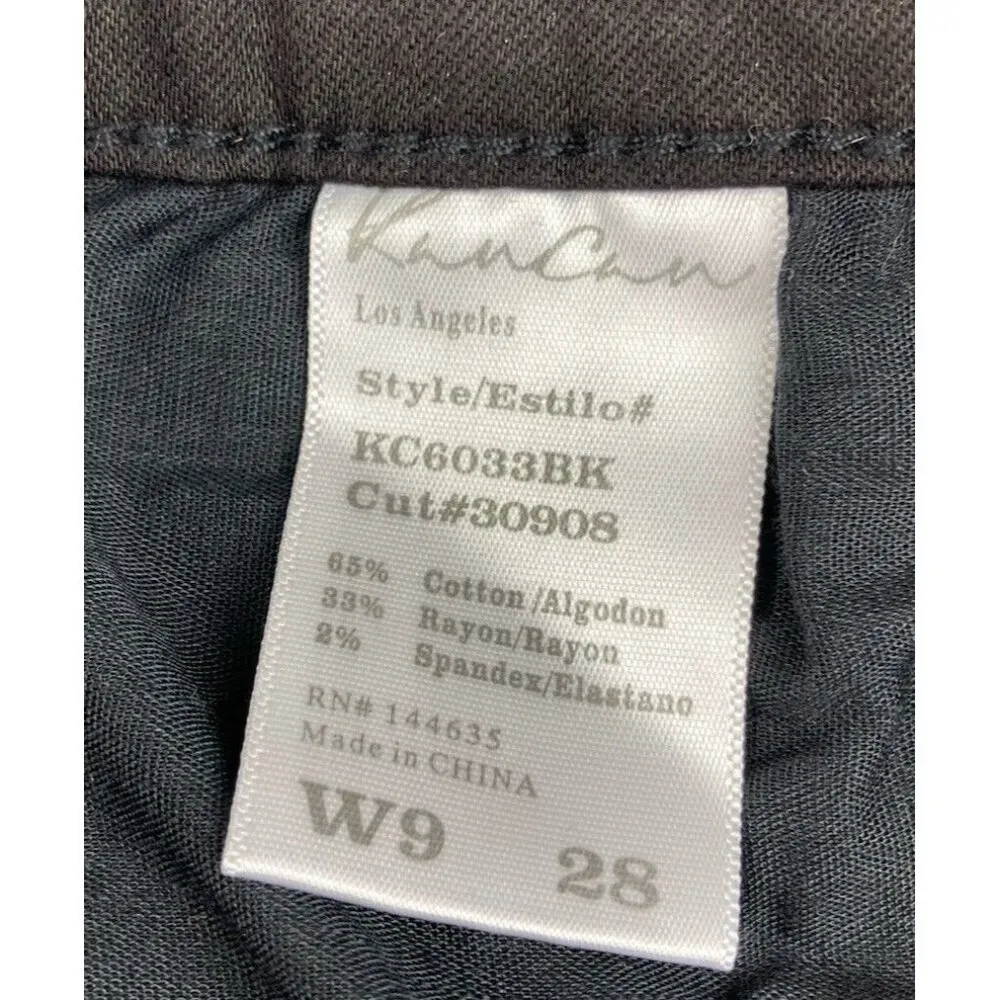 KanCan
Los Angeles
Style/Estilo#
KC6033BK
Cut#30908
65% Cotton/Algodon
33% Rayon/Rayon
2% Spandex/Elastano
RN# 144635
Made in CHINA
W9 28